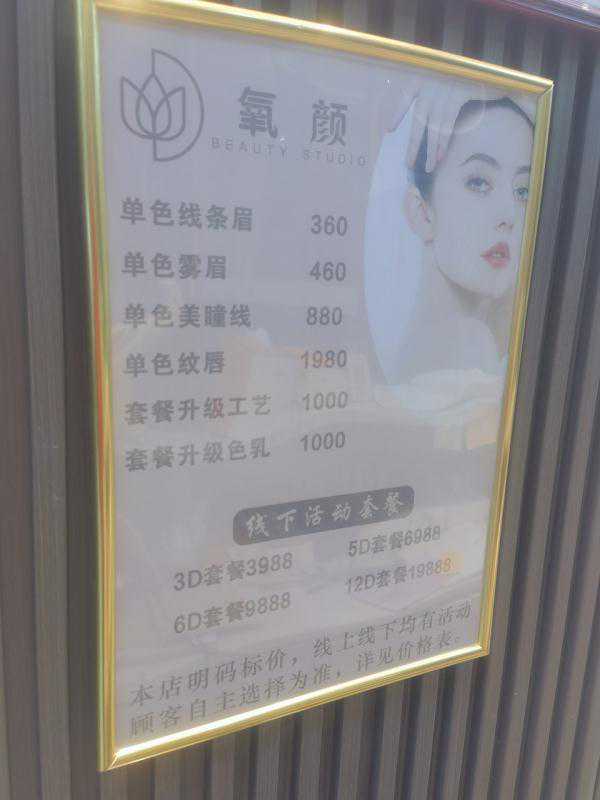 氧颜
BEAUTY STUDIO
单色线条眉 360
单色雾眉 460
单色美瞳线 880
单色纹唇 1980
套餐升级工艺 1000
套餐升级色乳 1000
线下活动套餐
3D套餐3988 5D套餐6988
6D套餐9888 12D套餐19888
本店明码标价，线上线下均有活动
顾客自主选择为准，详见价格表。